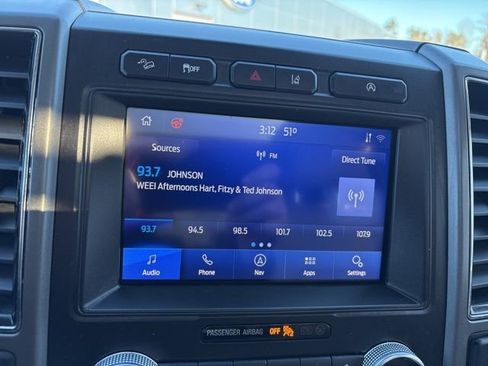 OFF
3:12 51°
Sources FM Direct Tune
93.7 JOHNSON
WEEI Afternoons Hart, Fitzy & Ted Johnson
93.7 94.5 98.5 101.7 102.5 107.9
Audio Phone Nav Apps Settings
PASSENGER AIRBAG OFF